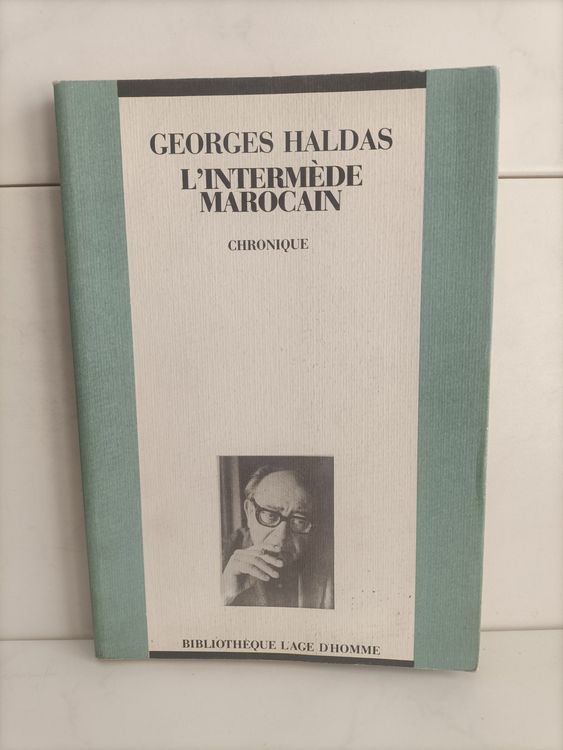 GEORGES HALDAS
L'INTERMÈDE
MAROCAIN
CHRONIQUE
BIBLIOTHÈQUE L'AGE D'HOMME